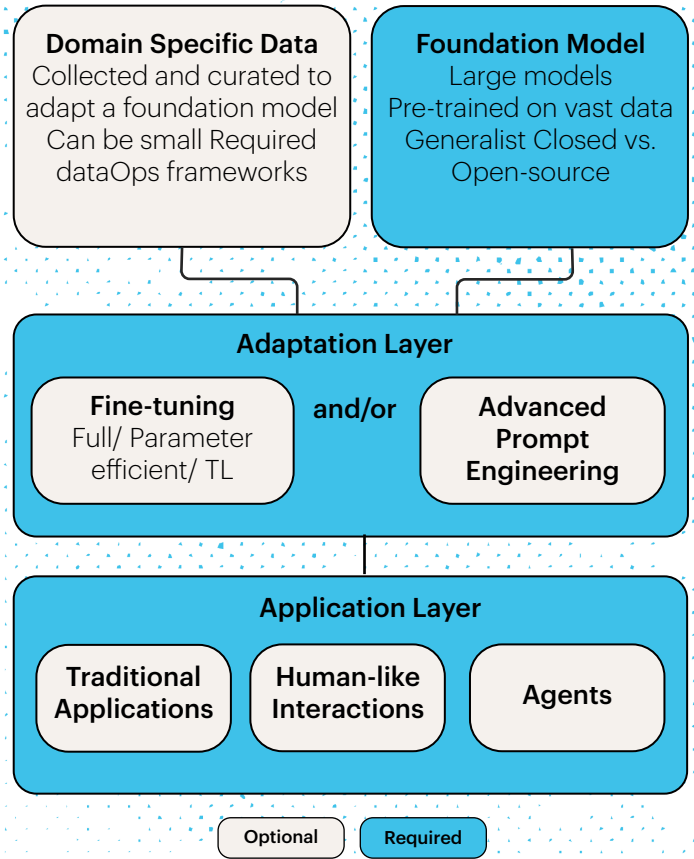 Domain Specific Data
Collected and curated to
adapt a foundation model
Can be small Required
dataOps frameworks
Foundation Model
Large models
Pre-trained on vast data
Generalist Closed vs.
Open-source
Adaptation Layer
Fine-tuning
Full/ Parameter
efficient/ TL
and/or
Advanced
Prompt
Engineering
Application Layer
Traditional
Applications
Human-like
Interactions
Agents
Optional
Required